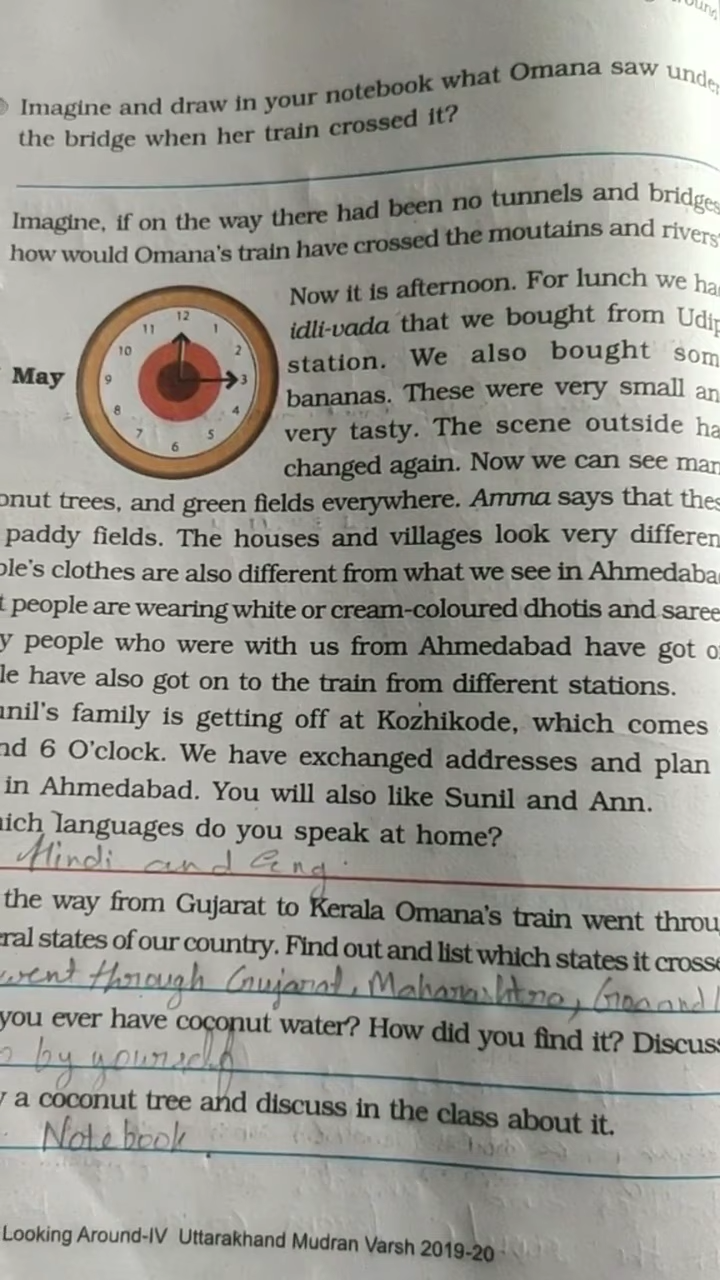 Imagine and draw in your notebook what Omana saw under
the bridge when her train crossed it?
Imagine, if on the way there had been no tunnels and bridges
how would Omana's train have crossed the moutains and rivers
Now it is afternoon. For lunch we ha
idli-vada that we bought from Udip
station. We also bought som
bananas. These were very small an
very tasty. The scene outside ha
changed again. Now we can see man
May
12
1
2
3
4
5
6
7
8
9
10
11
onut trees, and green fields everywhere. Amma says that thes
paddy fields. The houses and villages look very differen
ple's clothes are also different from what we see in Ahmedaba
t people are wearing white or cream-coloured dhotis and saree
y people who were with us from Ahmedabad have got o
le have also got on to the train from different stations.
unil's family is getting off at Kozhikode, which comes
nd 6 O'clock. We have exchanged addresses and plan
in Ahmedabad. You will also like Sunil and Ann.
ich languages do you speak at home?
Hindi and Eng.
the way from Gujarat to Kerala Omana's train went throu
ral states of our country. Find out and list which states it crosse
went through Gujarat, Maharashtra, Goa and
you ever have coconut water? How did you find it? Discuss
by yourself
a coconut tree and discuss in the class about it.
Notebook
Looking Around-IV Uttarakhand Mudran Varsh 2019-20